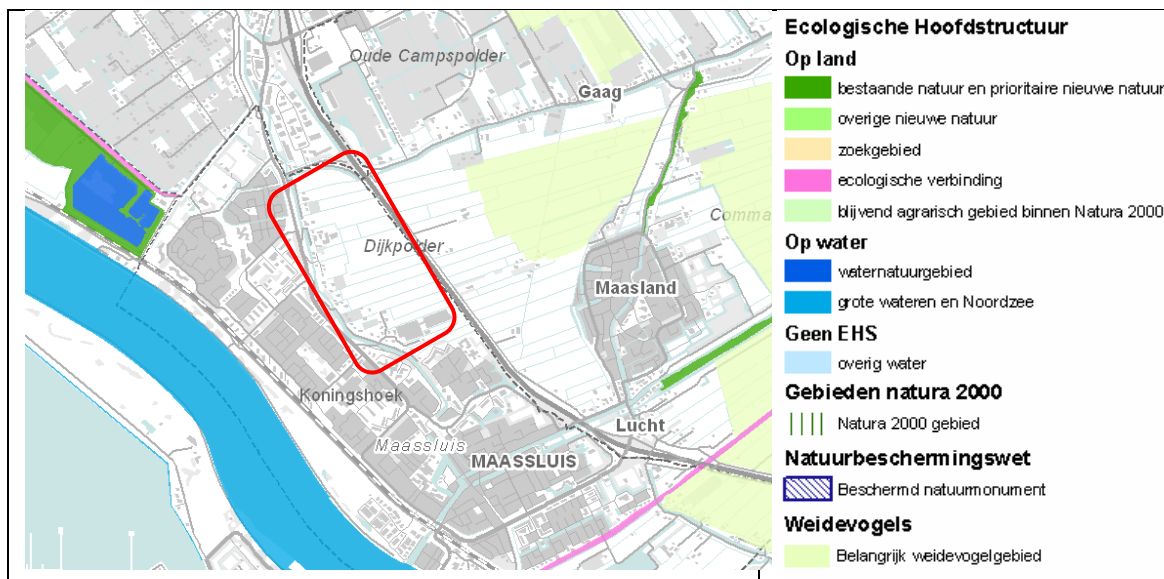 Oude Campspolder
Gaag
Dijkpolder
Comma
Maasland
Koningshoek
Lucht
Maassluis
MAASSLUIS
Ecologische Hoofdstructuur
Op land
bestaande natuur en prioritaire nieuwe natuur
overige nieuwe natuur
zoekgebied
ecologische verbinding
blijvend agrarisch gebied binnen Natura 2000
Op water
waternatuurgebied
grote wateren en Noordzee
Geen EHS
overig water
Gebieden natura 2000
Natura 2000 gebied
Natuurbeschermingswet
Beschermd natuurmonument
Weidevogels
Belangrijk weidevogelgebied